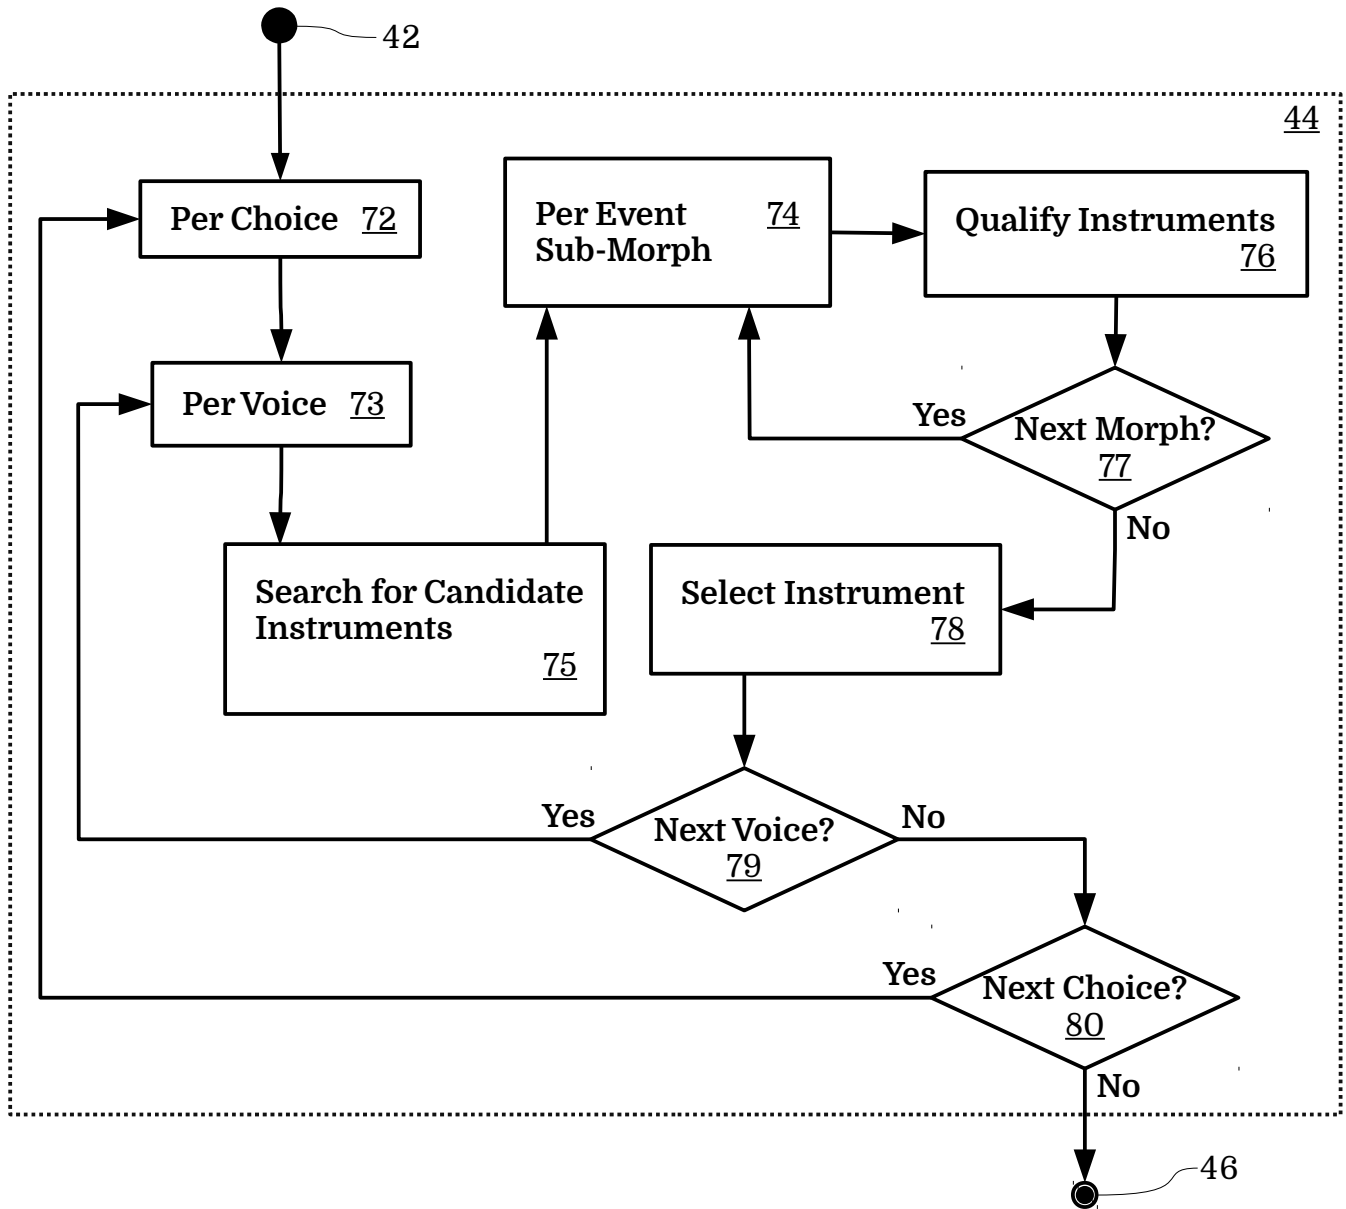 42
44
Per Choice 72
Per Event 74
Sub-Morph
Qualify Instruments
76
Per Voice 73
Yes
Next Morph?
77
No
Search for Candidate
Instruments
75
Select Instrument
78
Yes
Next Voice?
79
No
Yes
Next Choice?
80
No
46